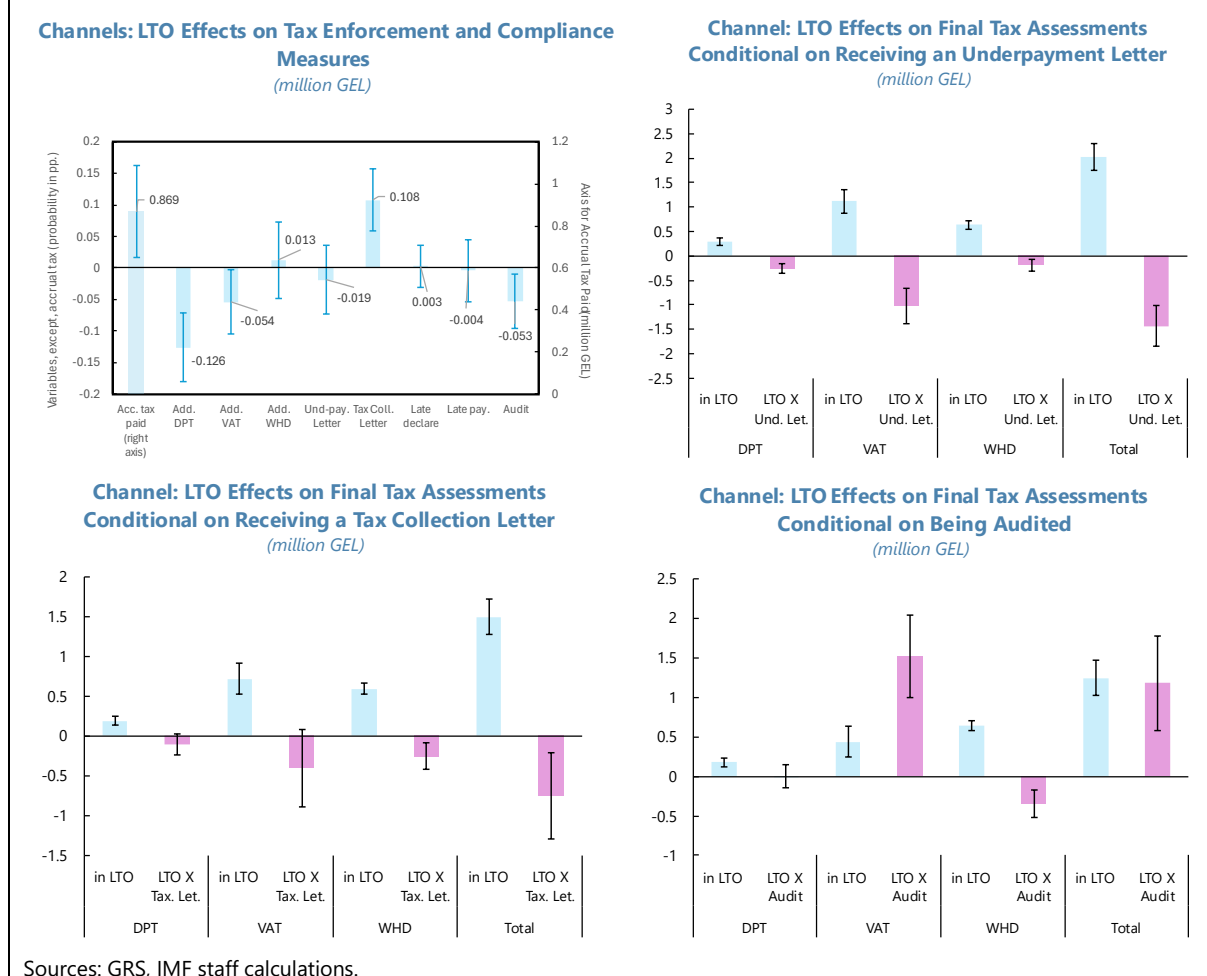 Channels: LTO Effects on Tax Enforcement and Compliance
Measures
(million GEL)
Variables, except, accrual tax (probability in pp.)
0.2
0.15
0.1
0.05
0
-0.05
-0.1
-0.15
-0.2
1.2
1
0.8
0.6
0.4
0.2
0
Axis for Accrual Tax Paid(million GEL)
0.869
-0.126
-0.054
0.013
-0.019
0.108
0.003
-0.004
-0.053
Acc. tax
paid
(right
axis)
Add.
DPT
Add.
VAT
Add.
WHD
Und-pay.
Letter
Tax Coll.
Letter
Late
declare
Late pay.
Audit
Channel: LTO Effects on Final Tax Assessments
Conditional on Receiving an Underpayment Letter
(million GEL)
3
2.5
2
1.5
1
0.5
0
-0.5
-1
-1.5
-2
-2.5
in LTO
LTO X
Und. Let.
in LTO
LTO X
Und. Let.
in LTO
LTO X
Und. Let.
in LTO
LTO X
Und. Let.
DPT
VAT
WHD
Total
Channel: LTO Effects on Final Tax Assessments
Conditional on Receiving a Tax Collection Letter
(million GEL)
2
1.5
1
0.5
0
-0.5
-1
-1.5
in LTO
LTO X
Tax. Let.
in LTO
LTO X
Tax. Let.
in LTO
LTO X
Tax. Let.
in LTO
LTO X
Tax. Let.
DPT
VAT
WHD
Total
Channel: LTO Effects on Final Tax Assessments
Conditional on Being Audited
(million GEL)
2.5
2
1.5
1
0.5
0
-0.5
-1
in LTO
LTO X
Audit
in LTO
LTO X
Audit
in LTO
LTO X
Audit
in LTO
LTO X
Audit
DPT
VAT
WHD
Total
Sources: GRS, IMF staff calculations.